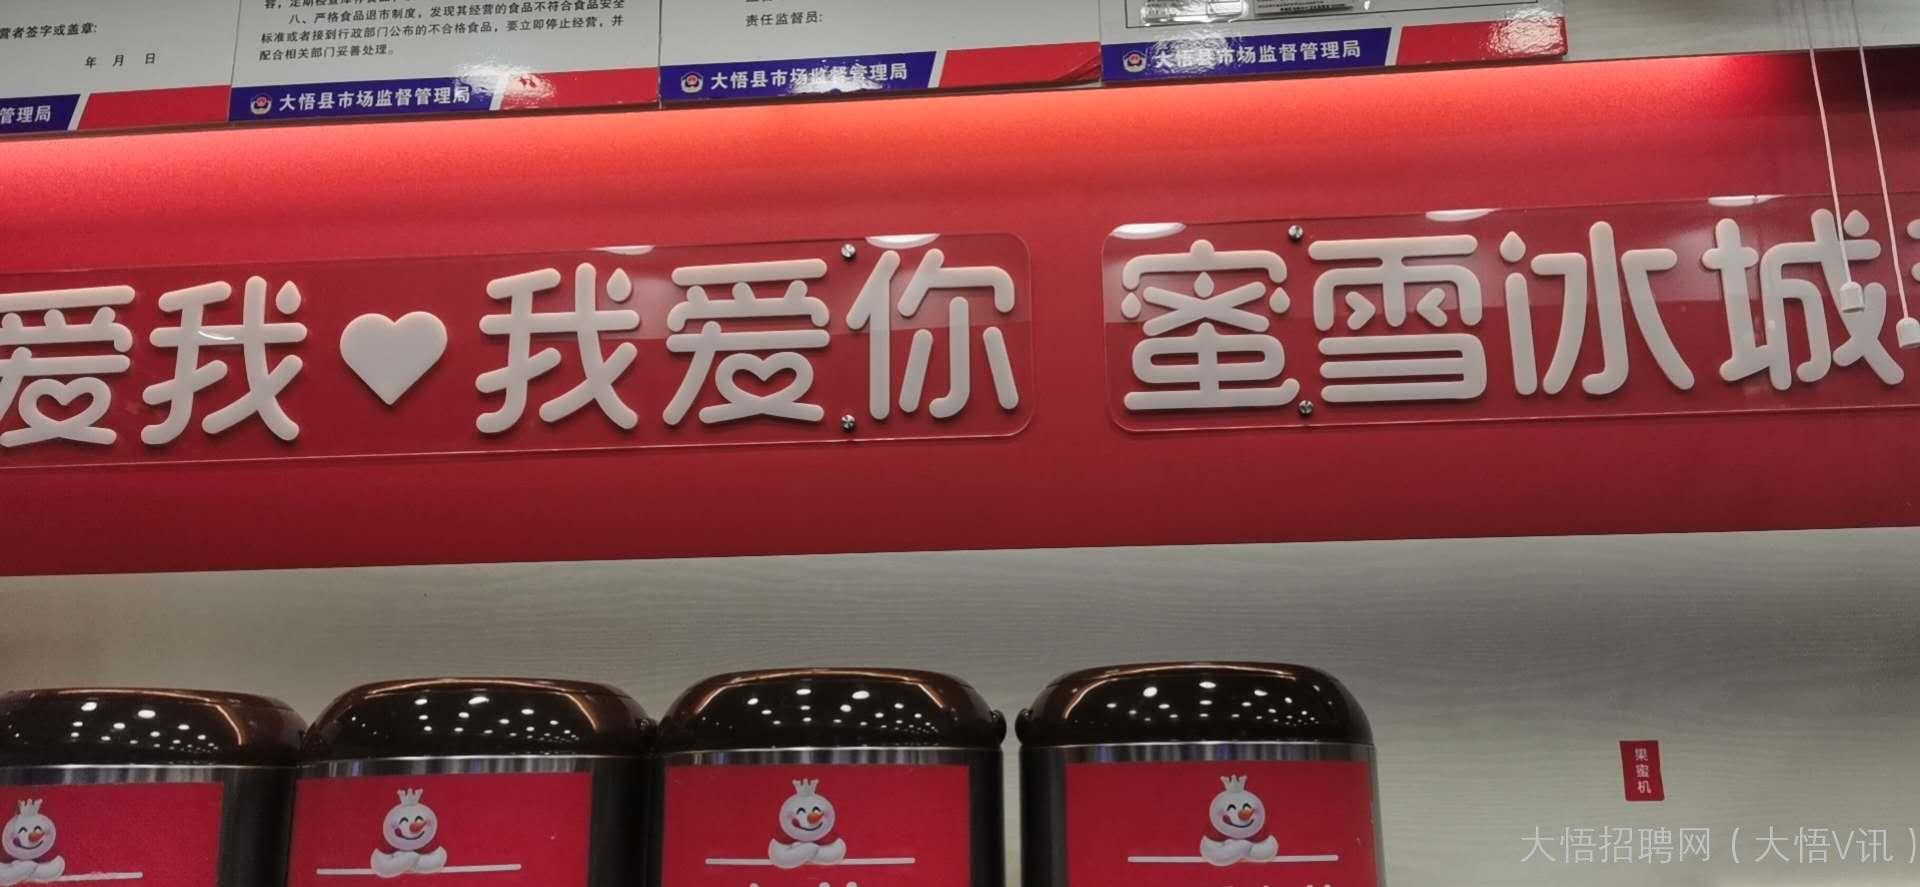 营者签字或盖章:
年 月 日
管理局
八、严格食品退市制度，发现其经营的食品不符合食品安全
标准或者接到行政部门公布的不合格食品，要立即停止经营，并
配合相关部门妥善处理。
大悟县市场监督管理局
责任监督员:
大悟县市场监督管理局
大悟县市场监督管理局
爱我♥我爱你 蜜雪冰城
果蜜机
大悟招聘网（大悟V讯）